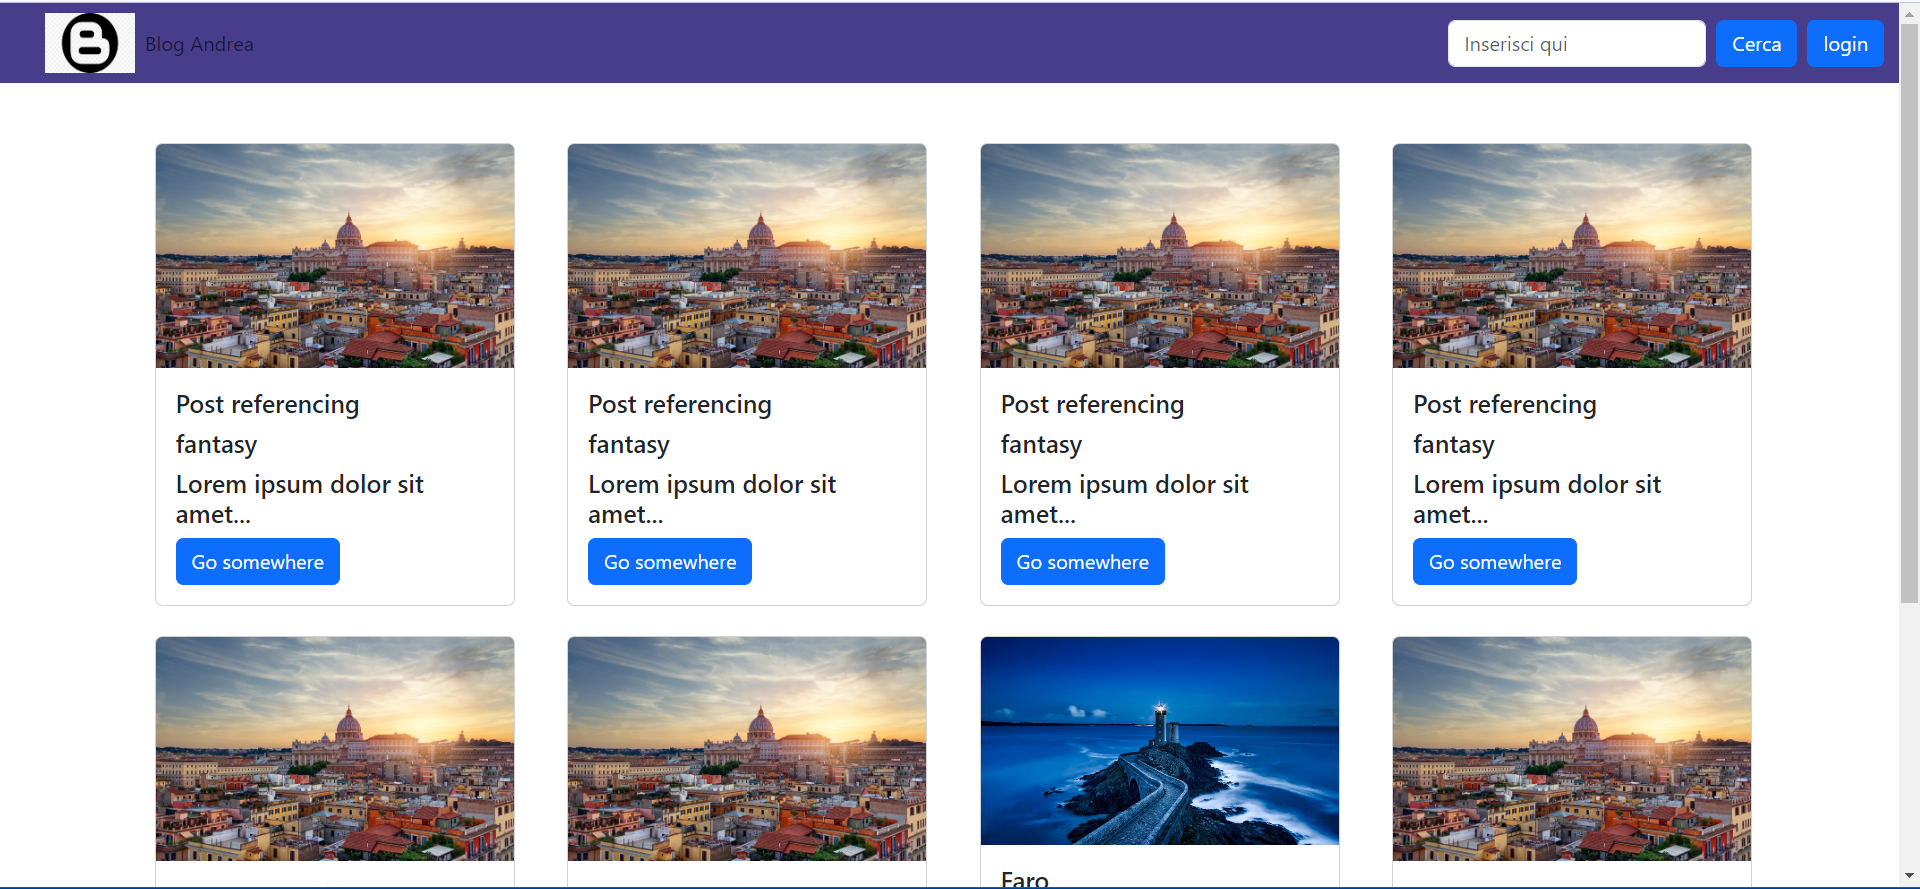 B Blog Andrea
Inserisci qui Cerca login
Post referencing
fantasy
Lorem ipsum dolor sit
amet...
Go somewhere
Post referencing
fantasy
Lorem ipsum dolor sit
amet...
Go somewhere
Post referencing
fantasy
Lorem ipsum dolor sit
amet...
Go somewhere
Post referencing
fantasy
Lorem ipsum dolor sit
amet...
Go somewhere
Faro